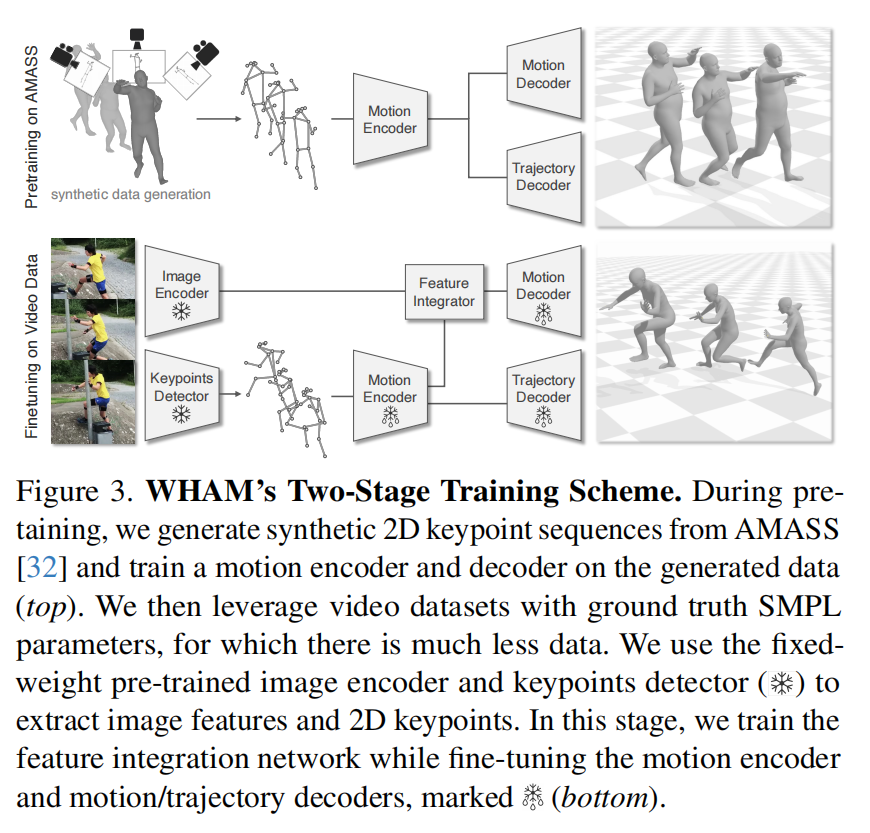 Pretraining on AMASS
synthetic data generation
Motion
Encoder
Motion
Decoder
Trajectory
Decoder
Finetuning on Video Data
Image
Encoder
Keypoints
Detector
Motion
Encoder
Feature
Integrator
Motion
Decoder
Trajectory
Decoder
Figure 3. WHAM's Two-Stage Training Scheme. During pre-
taining, we generate synthetic 2D keypoint sequences from AMASS
[32] and train a motion encoder and decoder on the generated data
(top). We then leverage video datasets with ground truth SMPL
parameters, for which there is much less data. We use the fixed-
weight pre-trained image encoder and keypoints detector (❄) to
extract image features and 2D keypoints. In this stage, we train the
feature integration network while fine-tuning the motion encoder
and motion/trajectory decoders, marked (bottom).